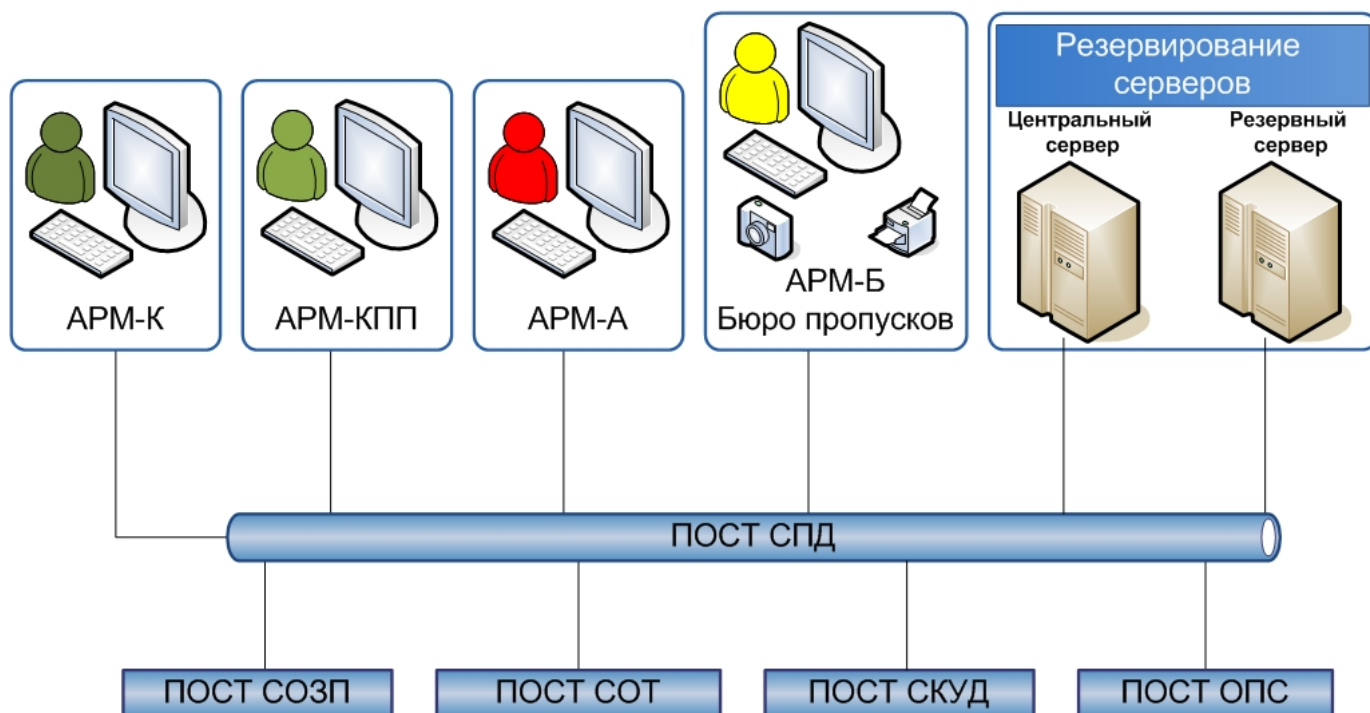 Резервирование
серверов
Центральный
сервер
Резервный
сервер
АРМ-К
АРМ-КПП
АРМ-А
АРМ-Б
Бюро пропусков
ПОСТ СПД
ПОСТ СОЗП
ПОСТ СОТ
ПОСТ СКУД
ПОСТ ОПС